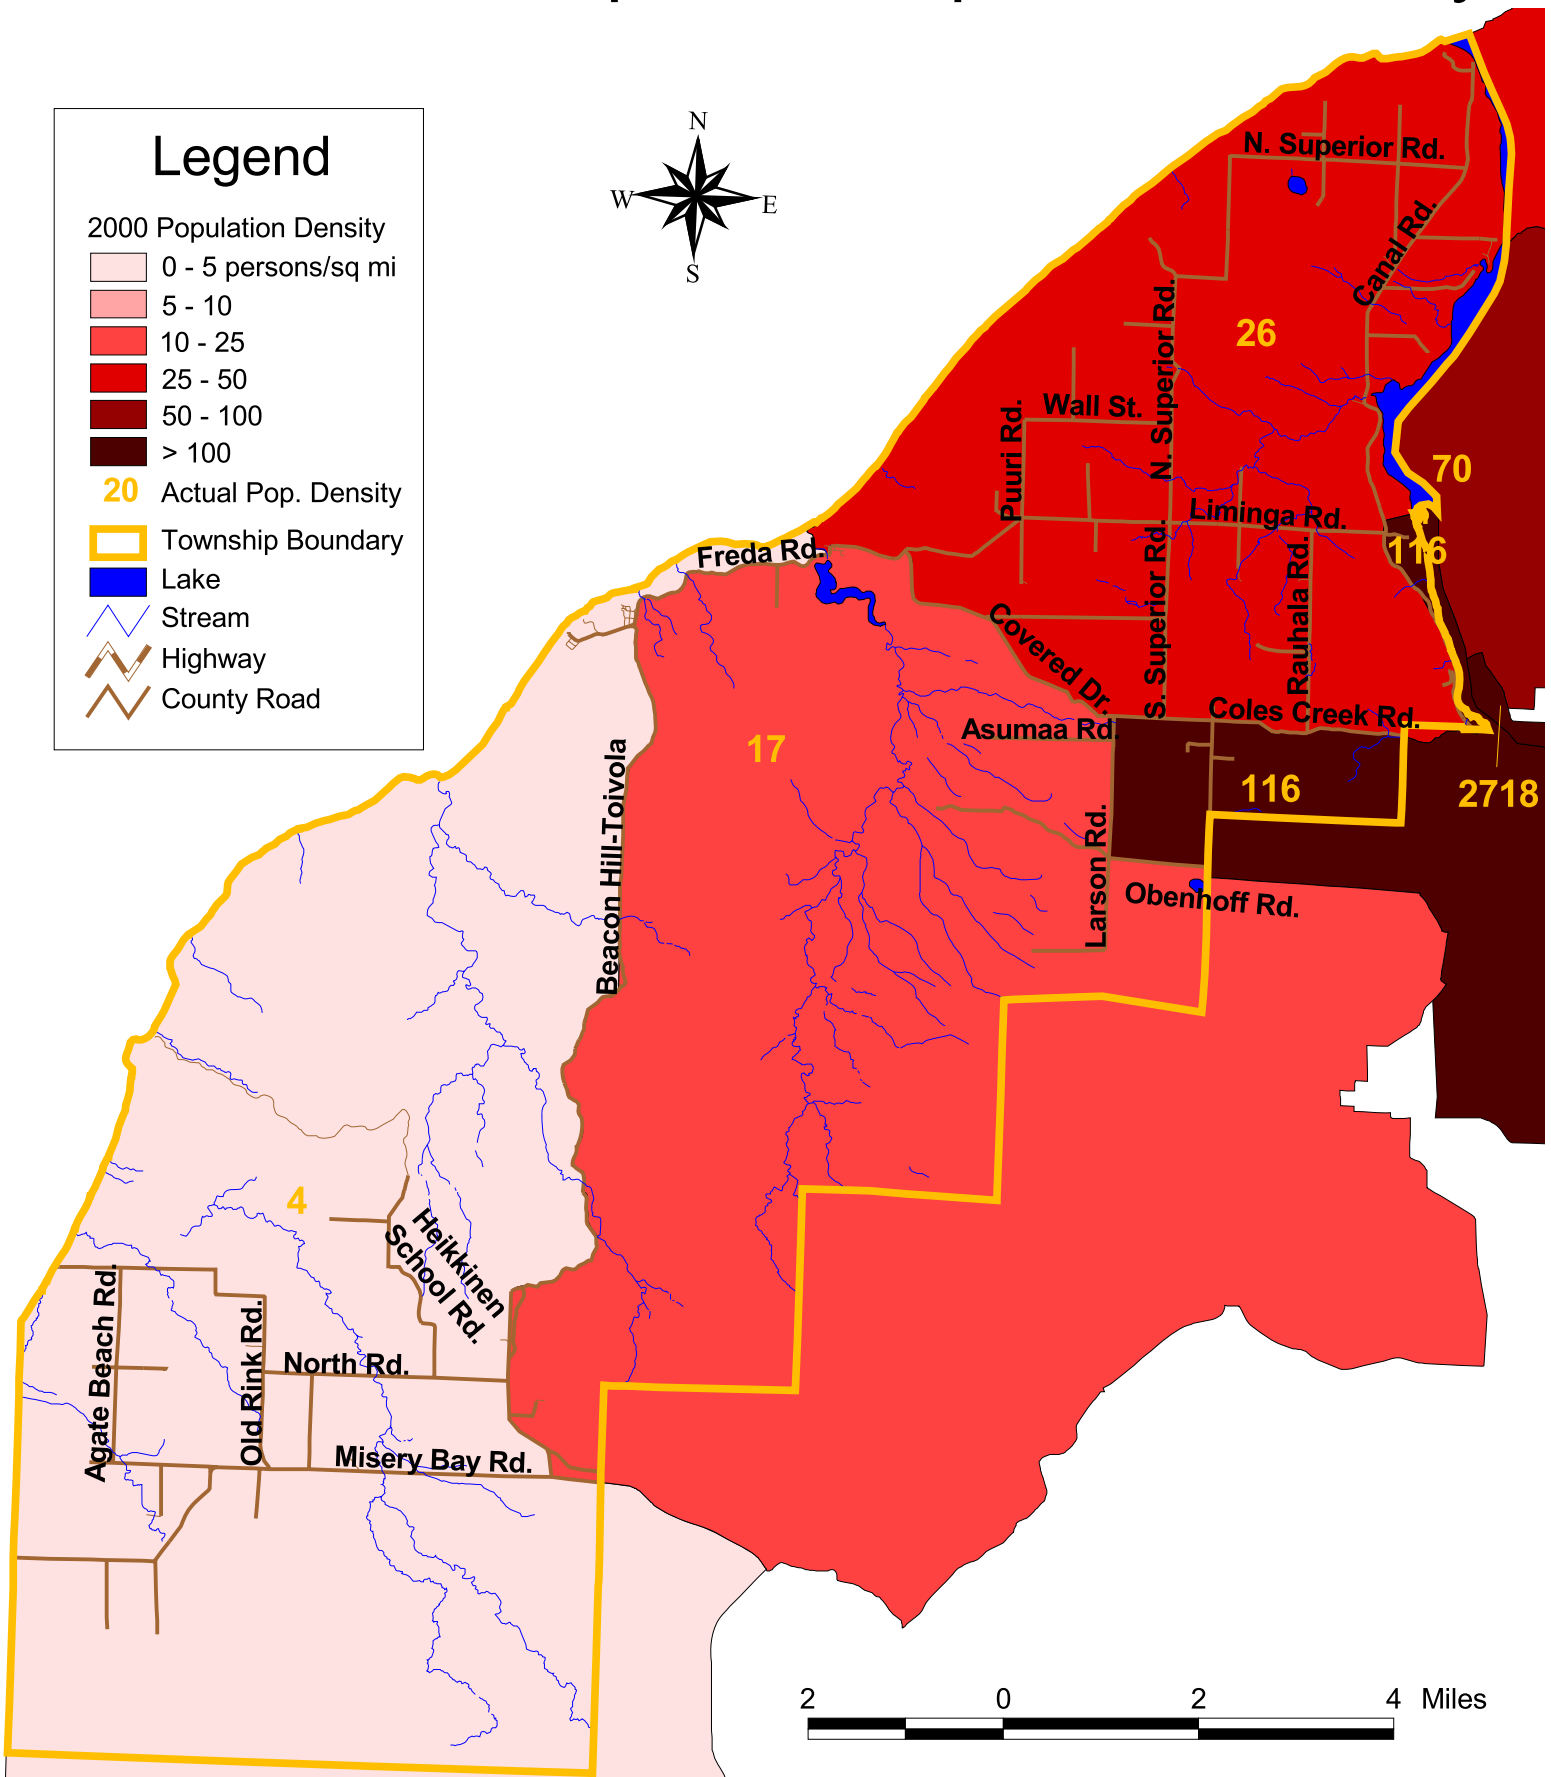 Legend
2000 Population Density
0 - 5 persons/sq mi
5 - 10
10 - 25
25 - 50
50 - 100
> 100
20 Actual Pop. Density
Township Boundary
Lake
Stream
Highway
County Road
N
W
E
S
N. Superior Rd.
Canal Rd.
26
N. Superior Rd.
Wall St.
Puuri Rd.
70
Liminga Rd.
116
Freda Rd.
S. Superior Rd.
Rauhala Rd.
Covered Dr.
Coles Creek Rd.
Asumaa Rd.
17
116
2718
Beacon Hill-Toivola
Larson Rd.
Obenhoff Rd.
4
Heikkinen
School Rd.
Agate Beach Rd.
Old Rink Rd.
North Rd.
Misery Bay Rd.
2 0 2 4 Miles